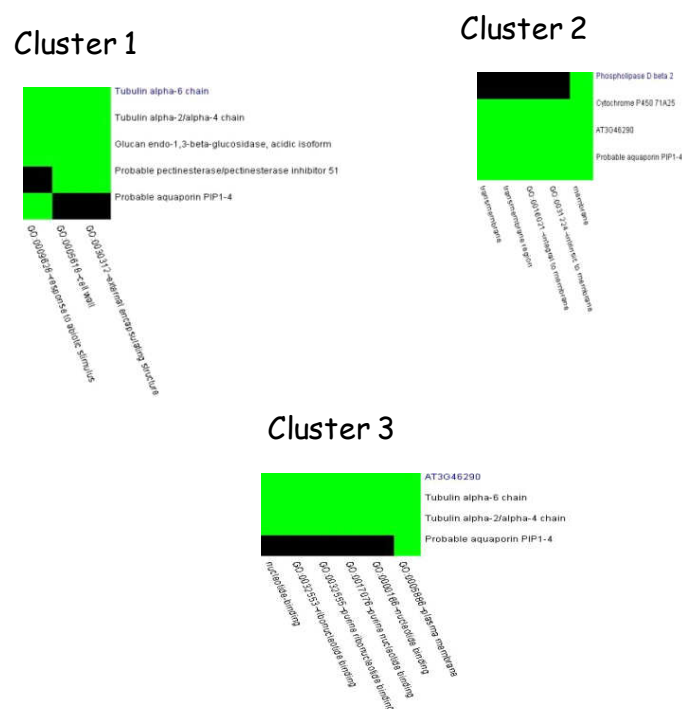 Cluster 1
Tubulin alpha-6 chain
Tubulin alpha-2/alpha-4 chain
Glucan endo-1,3-beta-glucosidase, acidic isoform
Probable pectinesterase/pectinesterase inhibitor 51
Probable aquaporin PIP1-4
GO:0009628~response to abiotic stimulus
GO:0005618~cell wall
GO:0030312~external encapsulating structure
Cluster 2
Phospholipase D beta 2
Cytochrome P450 71A25
AT3G46290
Probable aquaporin PIP1-4
transmembrane
transmembrane region
GO:0016021~integral to membrane
GO:0031224~intrinsic to membrane
membrane
Cluster 3
AT3G46290
Tubulin alpha-6 chain
Tubulin alpha-2/alpha-4 chain
Probable aquaporin PIP1-4
nucleotide-binding
GO:0032553~ribonucleotide binding
GO:0032555~purine ribonucleotide binding
GO:0017076~purine nucleotide binding
GO:0000166~nucleotide binding
GO:0005886~plasma membrane